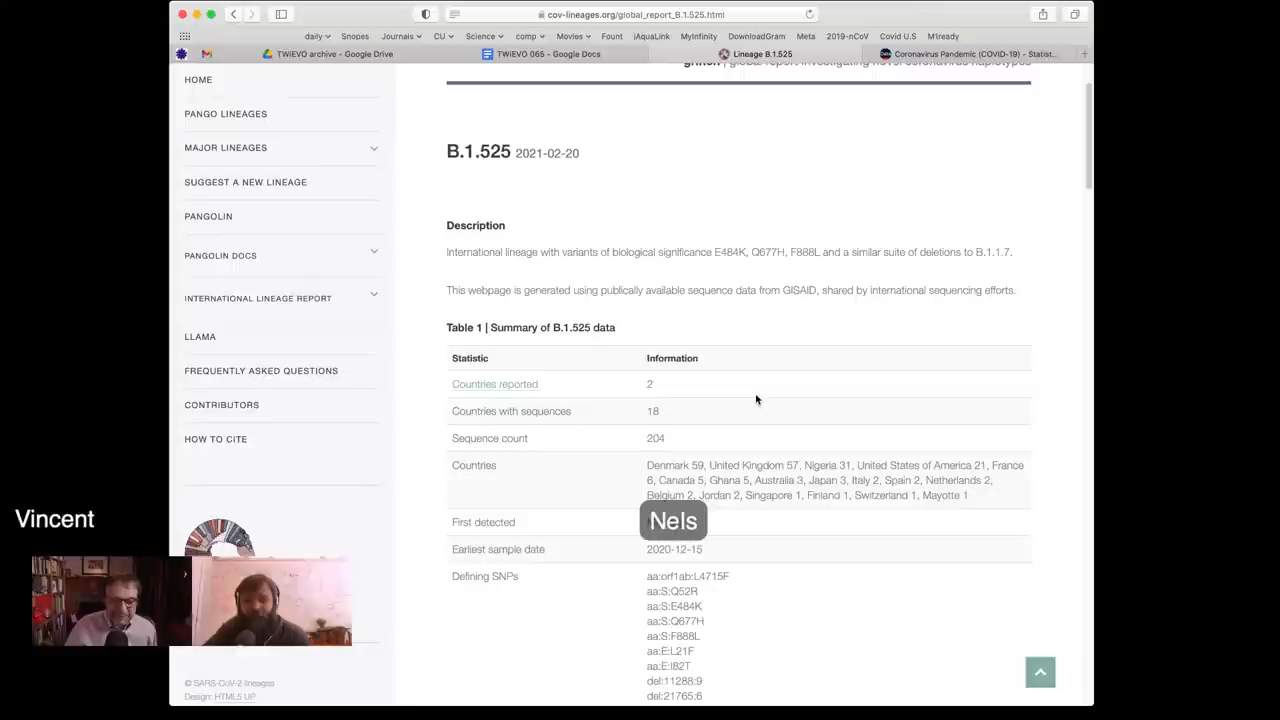 cov-lineages.org/global_report_B.1.525.html
daily
Snopes
Journals
CU
Science
comp
Movies
Fount
iAquaLink
MyInfinity
DownloadGram
Meta
2019-nCoV
Covid U.S
M1ready
TWiEVO archive - Google Drive
TWiEVO 065 - Google Docs
Lineage B.1.525
Coronavirus Pandemic (COVID-19) – Statist...
HOME
PANGO LINEAGES
MAJOR LINEAGES
SUGGEST A NEW LINEAGE
PANGOLIN
PANGOLIN DOCS
INTERNATIONAL LINEAGE REPORT
LLAMA
FREQUENTLY ASKED QUESTIONS
CONTRIBUTORS
HOW TO CITE
© SARS-CoV-2 lineages
Design: HTML5 UP
grinch | global report investigating novel coronavirus haplotypes
B.1.525 2021-02-20
Description
International lineage with variants of biological significance E484K, Q677H, F888L and a similar suite of deletions to B.1.1.7.
This webpage is generated using publically available sequence data from GISAID, shared by international sequencing efforts.
Table 1 | Summary of B.1.525 data
Statistic Information
Countries reported 2
Countries with sequences 18
Sequence count 204
Countries Denmark 59, United Kingdom 57, Nigeria 31, United States of America 21, France
6, Canada 5, Ghana 5, Australia 3, Japan 3, Italy 2, Spain 2, Netherlands 2,
Belgium 2, Jordan 2, Singapore 1, Finland 1, Switzerland 1, Mayotte 1
First detected
Earliest sample date 2020-12-15
Defining SNPs aa:orf1ab:L4715F
aa:S:Q52R
aa:S:E484K
aa:S:Q677H
aa:S:F888L
aa:E:L21F
aa:E:I82T
del:11288:9
del:21765:6
Vincent
Nels